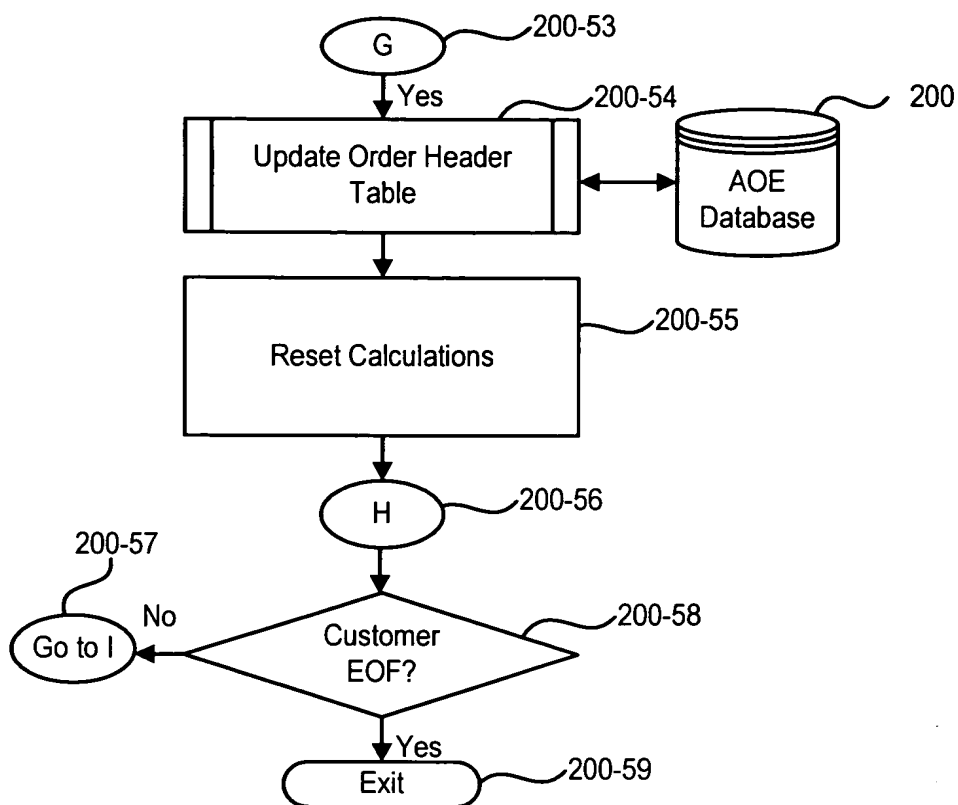 G
200-53
Yes
200-54
200
Update Order Header
Table
AOE
Database
Reset Calculations
200-55
H
200-56
200-57
No
Go to I
Customer
EOF?
200-58
Yes
Exit
200-59